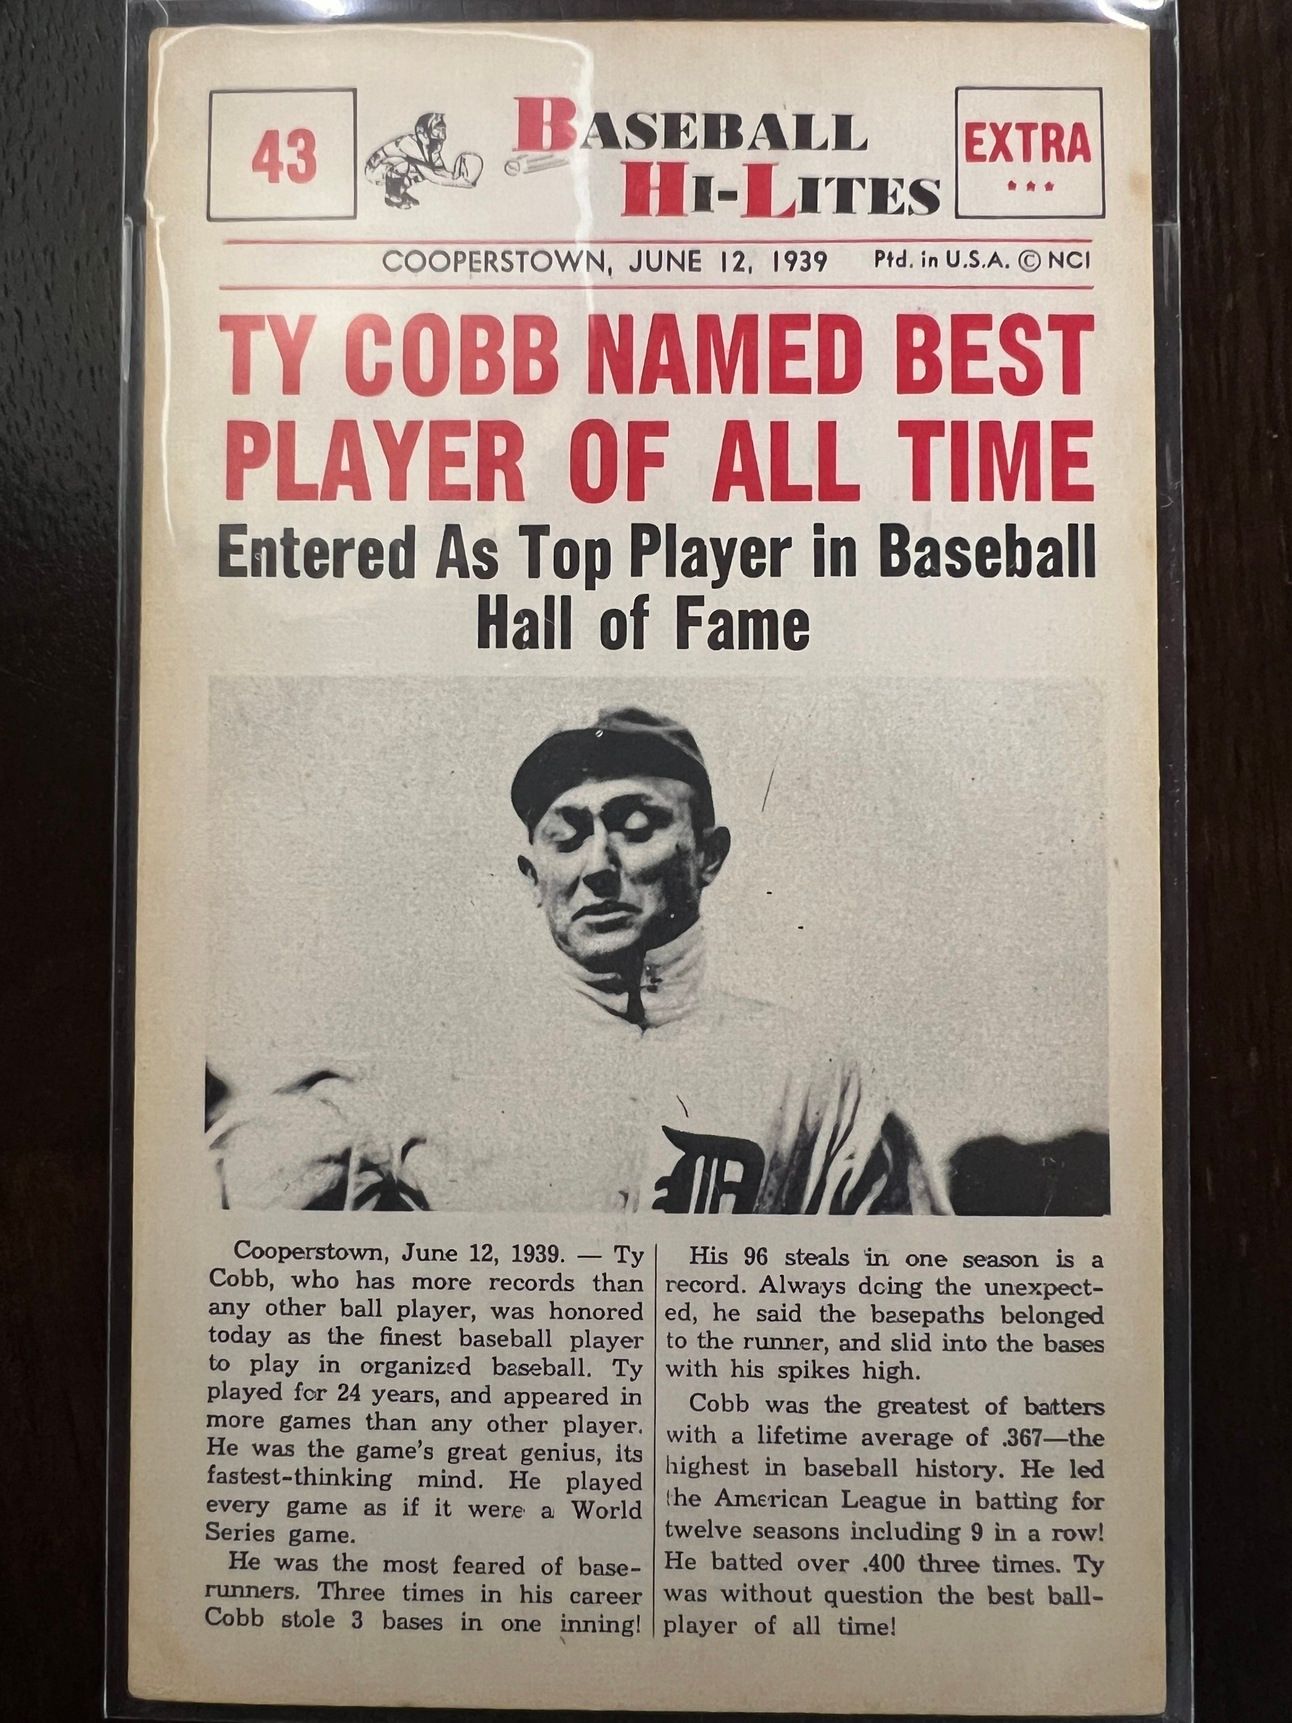 43
BASEBALL
HI-LITES
EXTRA
COOPERSTOWN, JUNE 12, 1939 Ptd. in U.S.A. © NCI
TY COBB NAMED BEST
PLAYER OF ALL TIME
Entered As Top Player in Baseball
Hall of Fame
D
Cooperstown, June 12, 1939. — Ty
Cobb, who has more records than
any other ball player, was honored
today as the finest baseball player
to play in organized baseball. Ty
played for 24 years, and appeared in
more games than any other player.
He was the game's great genius, its
fastest-thinking mind. He played
every game as if it were a World
Series game.
He was the most feared of base-
runners. Three times in his career
Cobb stole 3 bases in one inning!
His 96 steals in one season is a
record. Always doing the unexpect-
ed, he said the basepaths belonged
to the runner, and slid into the bases
with his spikes high.
Cobb was the greatest of batters
with a lifetime average of .367—the
highest in baseball history. He led
the American League in batting for
twelve seasons including 9 in a row!
He batted over .400 three times. Ty
was without question the best ball-
player of all time!